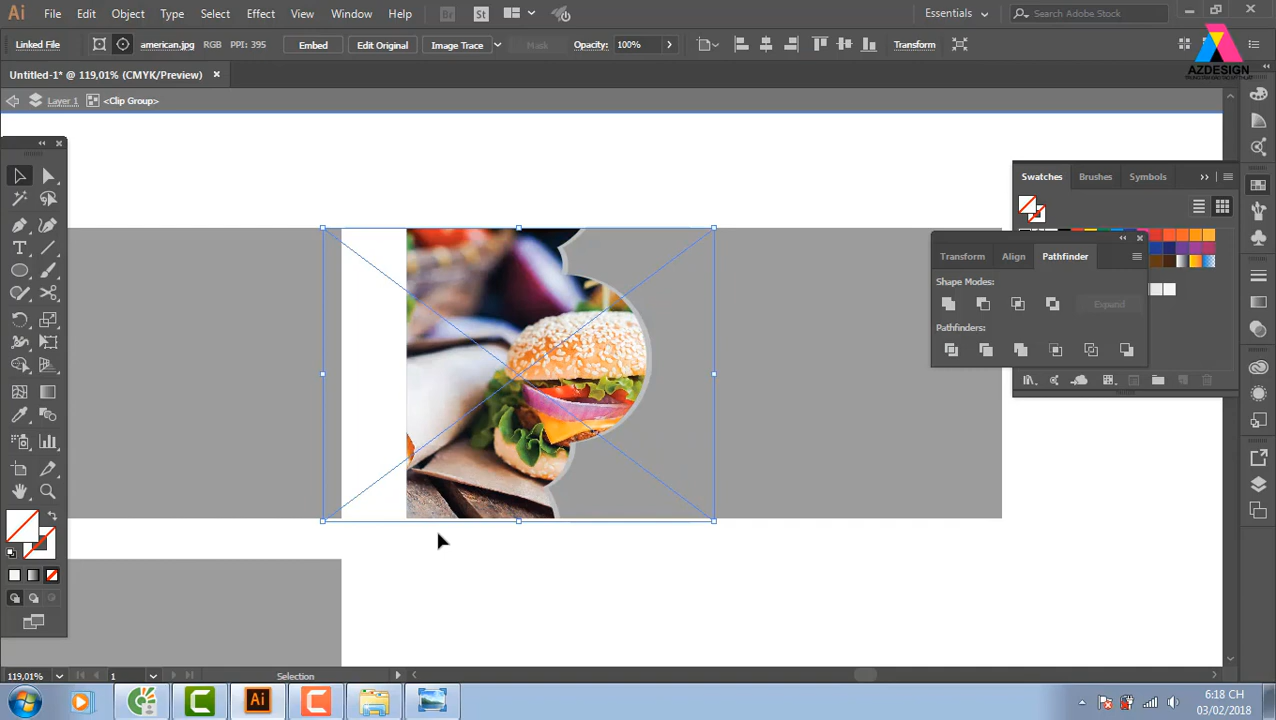 Ai File Edit Object Type Select Effect View Window Help Br St Essentials Search Adobe Stock
Linked File american.jpg RGB PPI: 395 Embed Edit Original Image Trace Mask Opacity: 100% Transform
AZDESIGN
Untitled-1* @ 119,01% (CMYK/Preview)
Layer 1 <Clip Group>
Swatches Brushes Symbols
Transform Align Pathfinder
Shape Modes:
Expand
Pathfinders:
119,01% 1 Selection
Ai
6:18 CH
03/02/2018